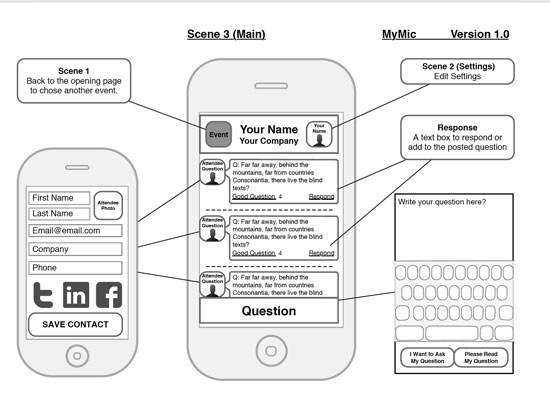 Scene 3 (Main)
MyMic Version 1.0
Scene 1
Back to the opening page
to chose another event.
Scene 2 (Settings)
Edit Settings
Response
A text box to respond or
add to the posted question
Event
Your Name
Your Company
Your
Name
Attendee
Question
Q: Far far away, behind the
mountains, far from countries
Consonantia, there live the blind
texts?
Good Question 4 Respond
Attendee
Question
Q: Far far away, behind the
mountains, far from countries
Consonantia, there live the blind
texts?
Good Question 4 Respond
Attendee
Question
Q: Far far away, behind the
mountains, far from countries
Consonantia, there live the blind
Question
First Name
Last Name
Attendee
Photo
Email@email.com
Company
Phone
t in f
SAVE CONTACT
Write your question here?
I Want to Ask
My Question
Please Read
My Question